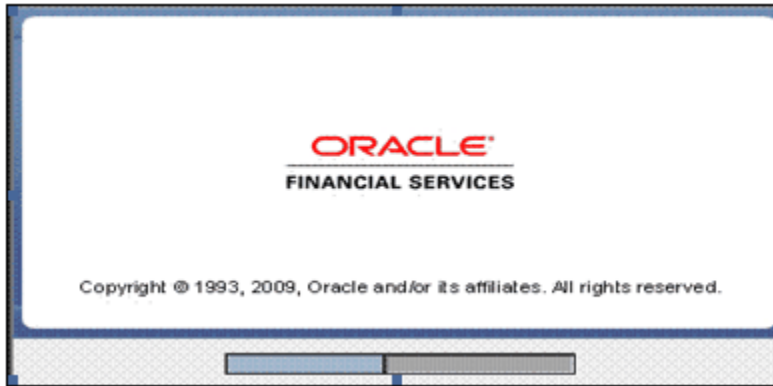 ORACLE®
FINANCIAL SERVICES
Copyright © 1993, 2009, Oracle and/or its affiliates. All rights reserved.